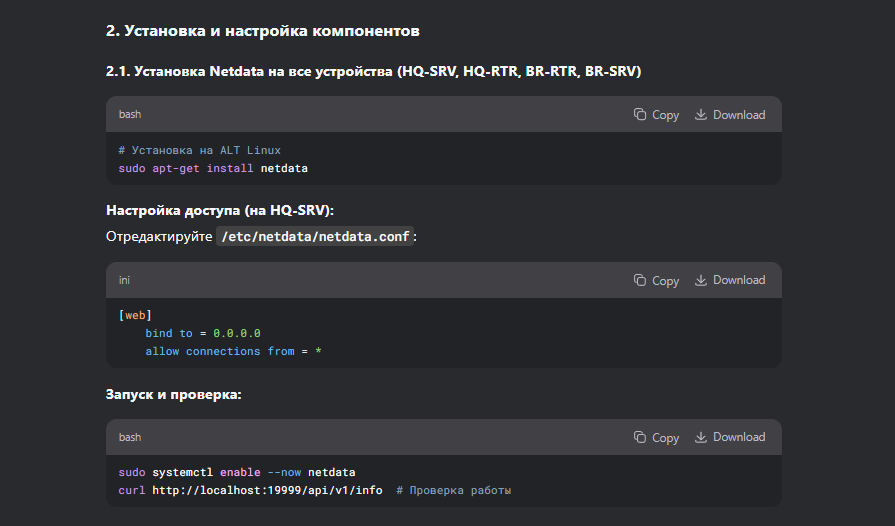 2. Установка и настройка компонентов
2.1. Установка Netdata на все устройства (HQ-SRV, HQ-RTR, BR-RTR, BR-SRV)
bash
Copy
Download
# Установка на ALT Linux
sudo apt-get install netdata
Настройка доступа (на HQ-SRV):
Отредактируйте /etc/netdata/netdata.conf:
ini
Copy
Download
[web]
    bind to = 0.0.0.0
    allow connections from = *
Запуск и проверка:
bash
Copy
Download
sudo systemctl enable --now netdata
curl http://localhost:19999/api/v1/info  # Проверка работы